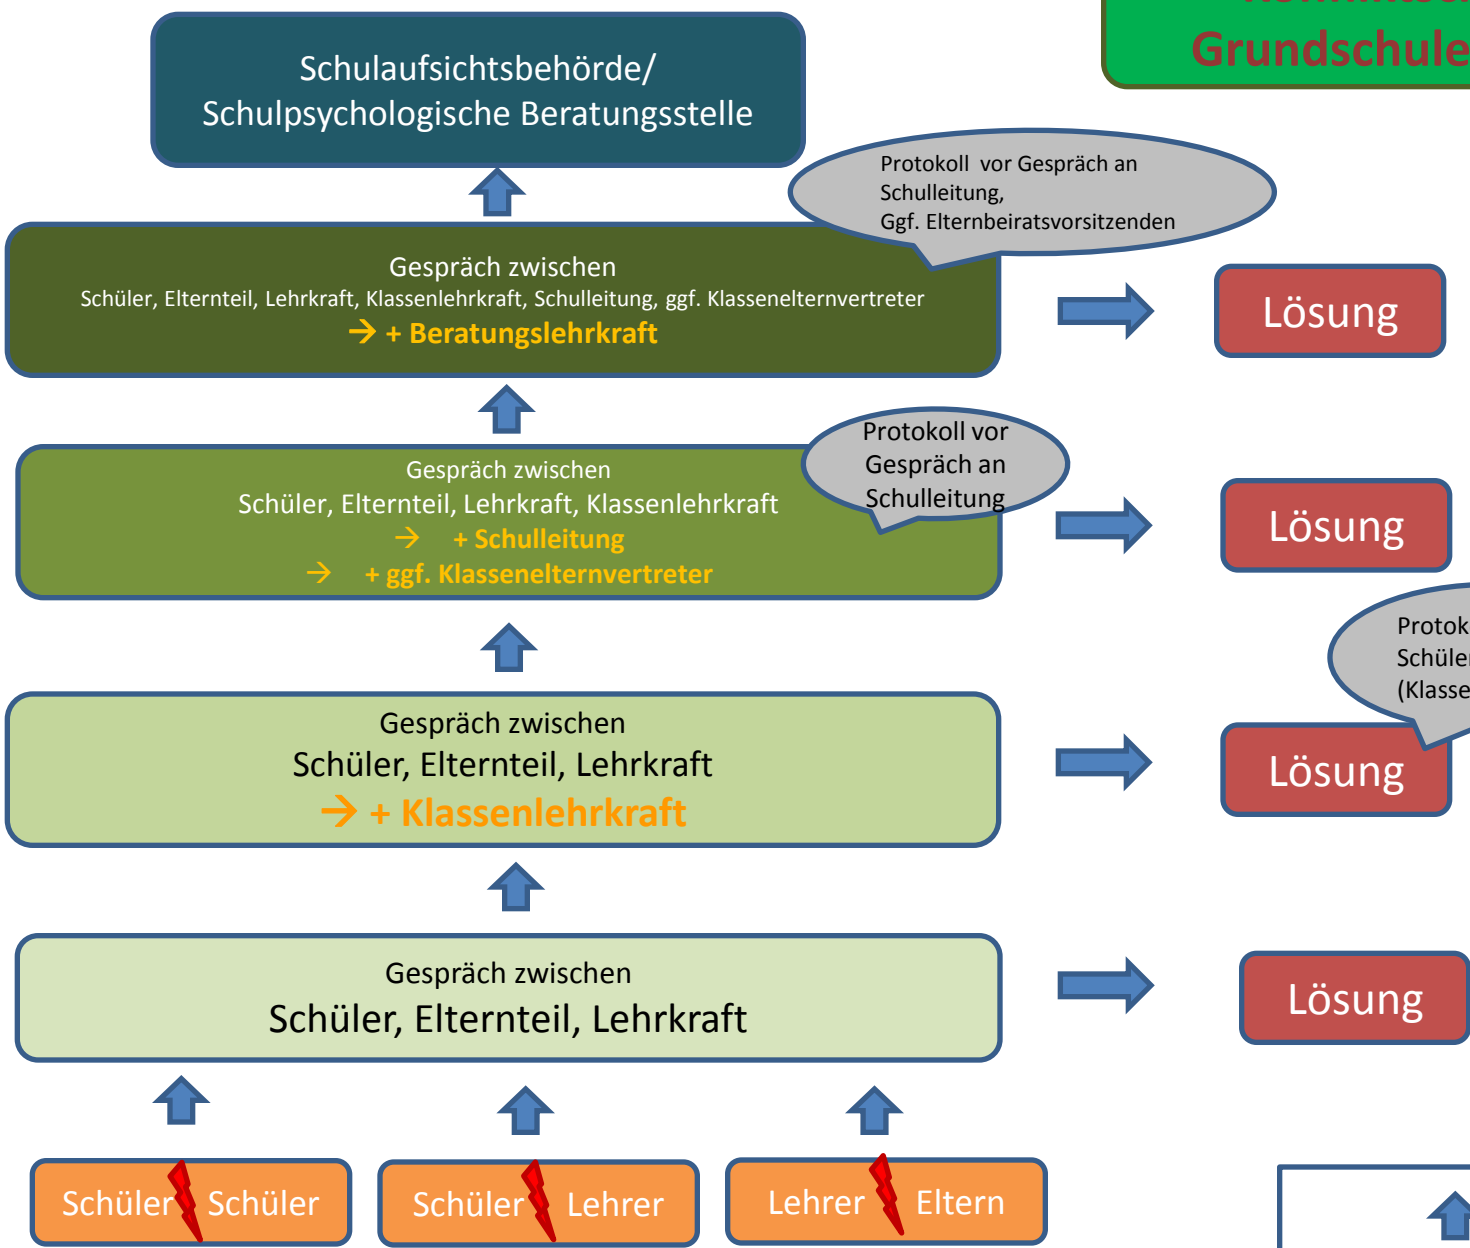 Grundschule
Schulaufsichtsbehörde/
Schulpsychologische Beratungsstelle
Protokoll vor Gespräch an
Schulleitung,
Ggf. Elternbeiratsvorsitzenden
Gespräch zwischen
Schüler, Elternteil, Lehrkraft, Klassenlehrkraft, Schulleitung, ggf. Klassenelternvertreter
→ + Beratungslehrkraft
Lösung
Protokoll vor
Gespräch an
Schulleitung
Gespräch zwischen
Schüler, Elternteil, Lehrkraft, Klassenlehrkraft
→ + Schulleitung
→ + ggf. Klassenelternvertreter
Lösung
Gespräch zwischen
Schüler, Elternteil, Lehrkraft
→ + Klassenlehrkraft
Lösung
Gespräch zwischen
Schüler, Elternteil, Lehrkraft
Lösung
Schüler Schüler
Schüler Lehrer
Lehrer Eltern